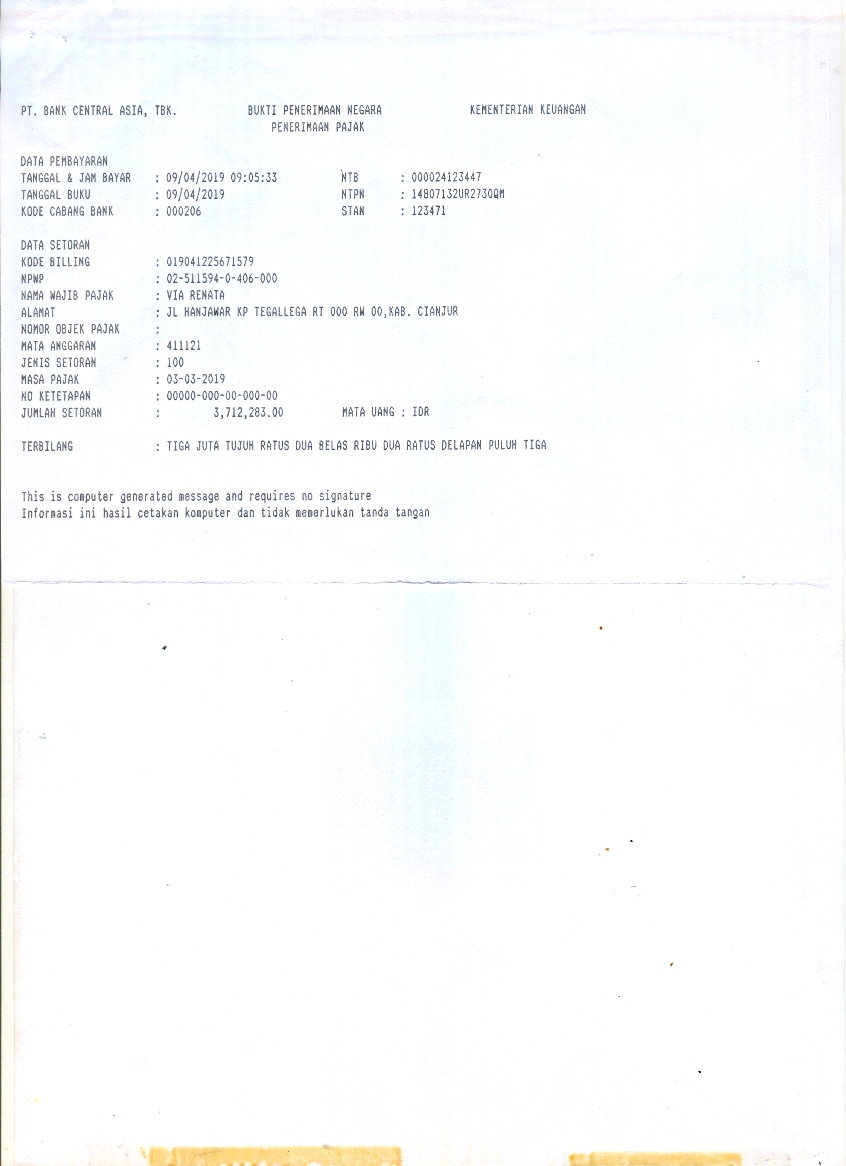 PT. BANK CENTRAL ASIA, TBK. BUKTI PENERIMAAN NEGARA KEMENTERIAN KEUANGAN
PENERIMAAN PAJAK
DATA PEMBAYARAN
TANGGAL & JAM BAYAR : 09/04/2019 09:05:33 NTB : 000024123447
TANGGAL BUKU : 09/04/2019 NTPN : 14807132UR2730QM
KODE CABANG BANK : 000206 STAN : 123471
DATA SETORAN
KODE BILLING : 019041225671579
NPWP : 02-511594-0-406-000
NAMA WAJIB PAJAK : VIA RENATA
ALAMAT : JL HANJAWAR KP TEGALLEGA RT 000 RW 00,KAB. CIANJUR
NOMOR OBJEK PAJAK :
MATA ANGGARAN : 411121
JENIS SETORAN : 100
MASA PAJAK : 03-03-2019
NO KETETAPAN : 00000-000-00-000-00
JUMLAH SETORAN : 3,712,283.00 MATA UANG : IDR
TERBILANG : TIGA JUTA TUJUH RATUS DUA BELAS RIBU DUA RATUS DELAPAN PULUH TIGA
This is computer generated message and requires no signature
Informasi ini hasil cetakan komputer dan tidak memerlukan tanda tangan